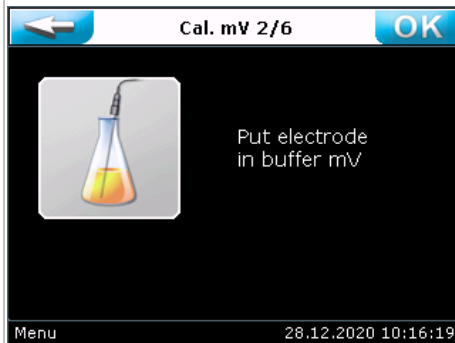 Cal. mV 2/6 OK
Put electrode
in buffer mV
Menu 28.12.2020 10:16:19